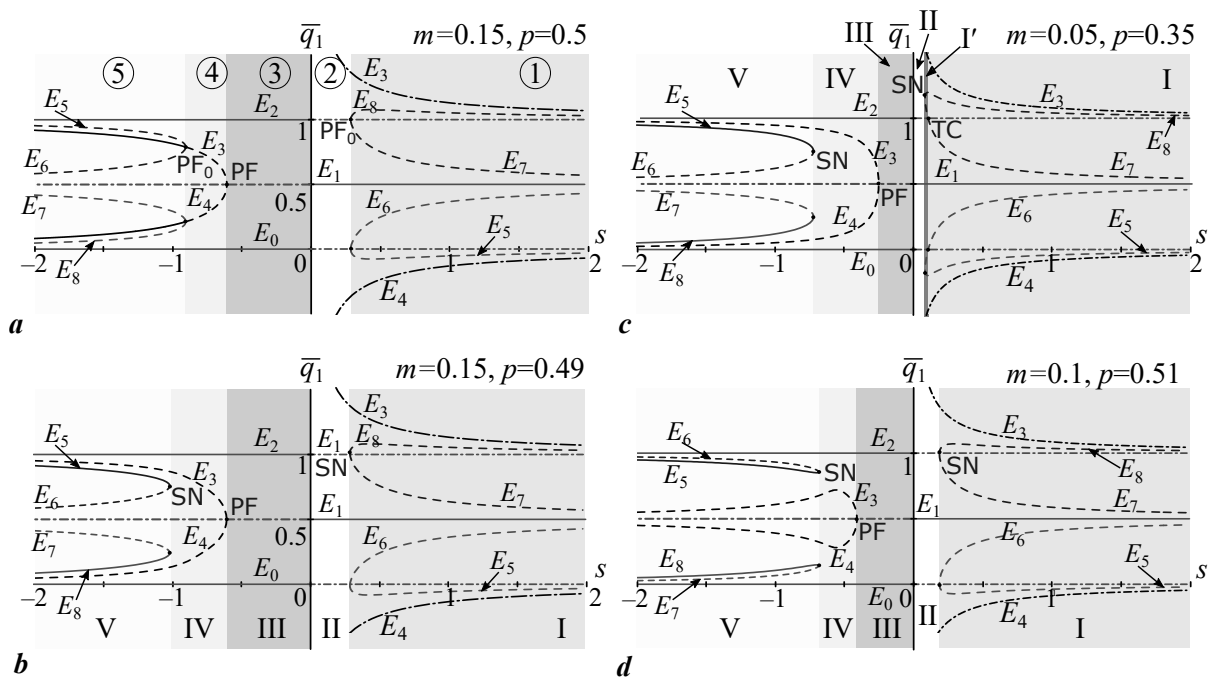 q̄₁ m=0.15, p=0.5
⑤ ④ ③ ② E₃ ①
E₅ E₂ E₈
1 PF₀
E₆ PF₀ E₃ PF E₁ E₇
E₇ E₄ 0.5 E₆
E₀ E₅ s
−2 E₈ −1 0 1 2
E₄
a
q̄₁ m=0.15, p=0.49
E₃
E₅ E₂ E₁ E₈
1 SN
E₆ SN E₃ PF E₁ E₇
E₇ E₄ 0.5 E₆
E₀ E₅ s
−2 E₈ −1 0 1 2
E₄
V IV III II I
b
III q̄₁ II I′ m=0.05, p=0.35
V IV SN I
E₅ E₂ E₃
1 TC E₈
E₆ SN E₃ E₁ E₇
E₇ E₄ PF E₆
E₅ s
−2 E₈ −1 E₀ 0 1 2
E₄
c
q̄₁ m=0.1, p=0.51
E₃
E₆ E₂
E₅ SN 1 SN E₈
E₃ E₁ E₇
PF E₆
E₈ E₄ E₅ s
−2 E₇ −1 E₀ 0 1 2
E₄
V IV III II I
d